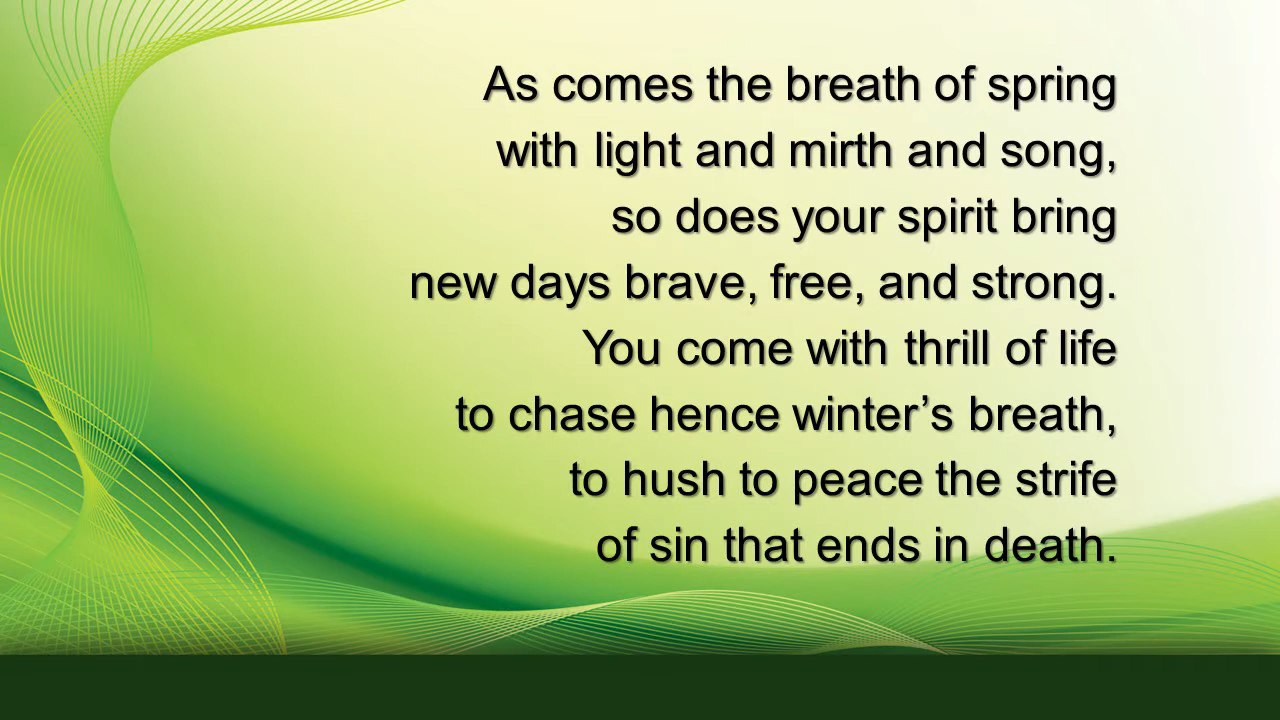 As comes the breath of spring
with light and mirth and song,
so does your spirit bring
new days brave, free, and strong.
You come with thrill of life
to chase hence winter’s breath,
to hush to peace the strife
of sin that ends in death.